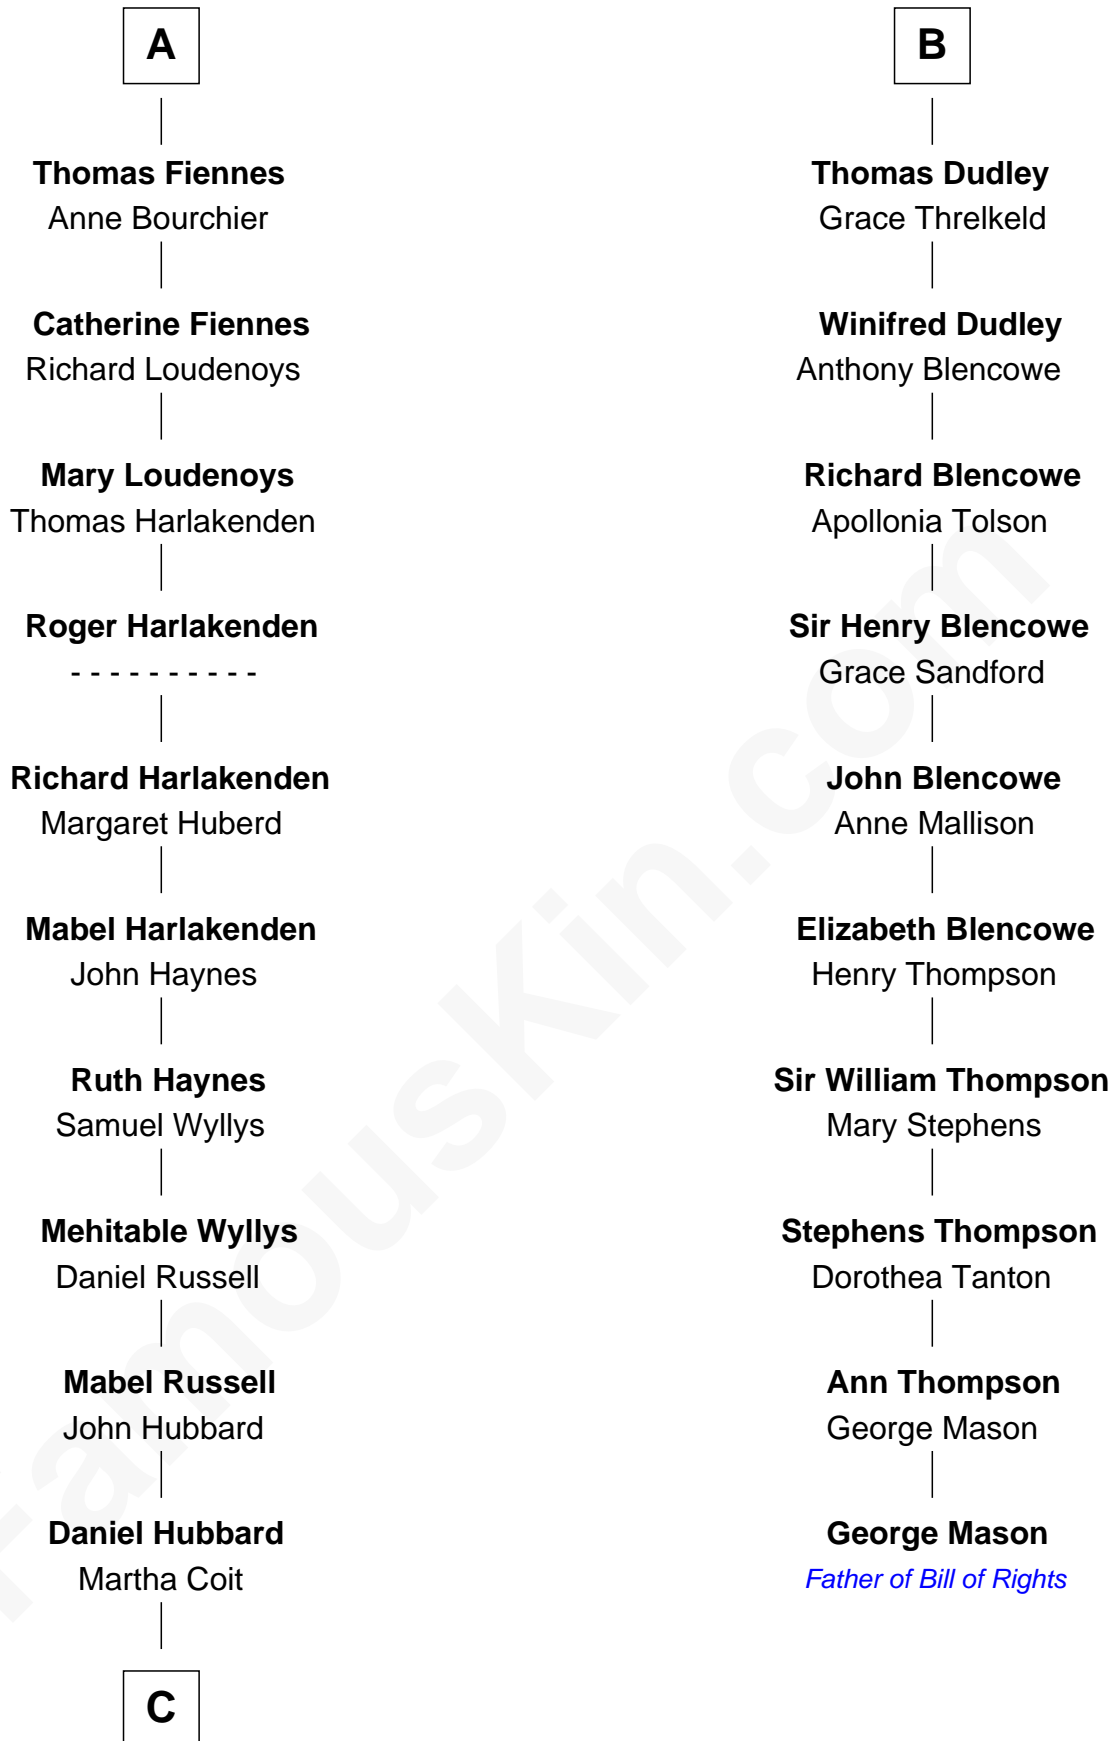 A
Thomas Fiennes
Anne Bourchier
Catherine Fiennes
Richard Loudenoys
Mary Loudenoys
Thomas Harlakenden
Roger Harlakenden
- - - - - - - - - -
Richard Harlakenden
Margaret Huberd
Mabel Harlakenden
John Haynes
Ruth Haynes
Samuel Wyllys
Mehitable Wyllys
Daniel Russell
Mabel Russell
John Hubbard
Daniel Hubbard
Martha Coit
C
B
Thomas Dudley
Grace Threlkeld
Winifred Dudley
Anthony Blencowe
Richard Blencowe
Apollonia Tolson
Sir Henry Blencowe
Grace Sandford
John Blencowe
Anne Mallison
Elizabeth Blencowe
Henry Thompson
Sir William Thompson
Mary Stephens
Stephens Thompson
Dorothea Tanton
Ann Thompson
George Mason
George Mason
Father of Bill of Rights
FamousKin.com